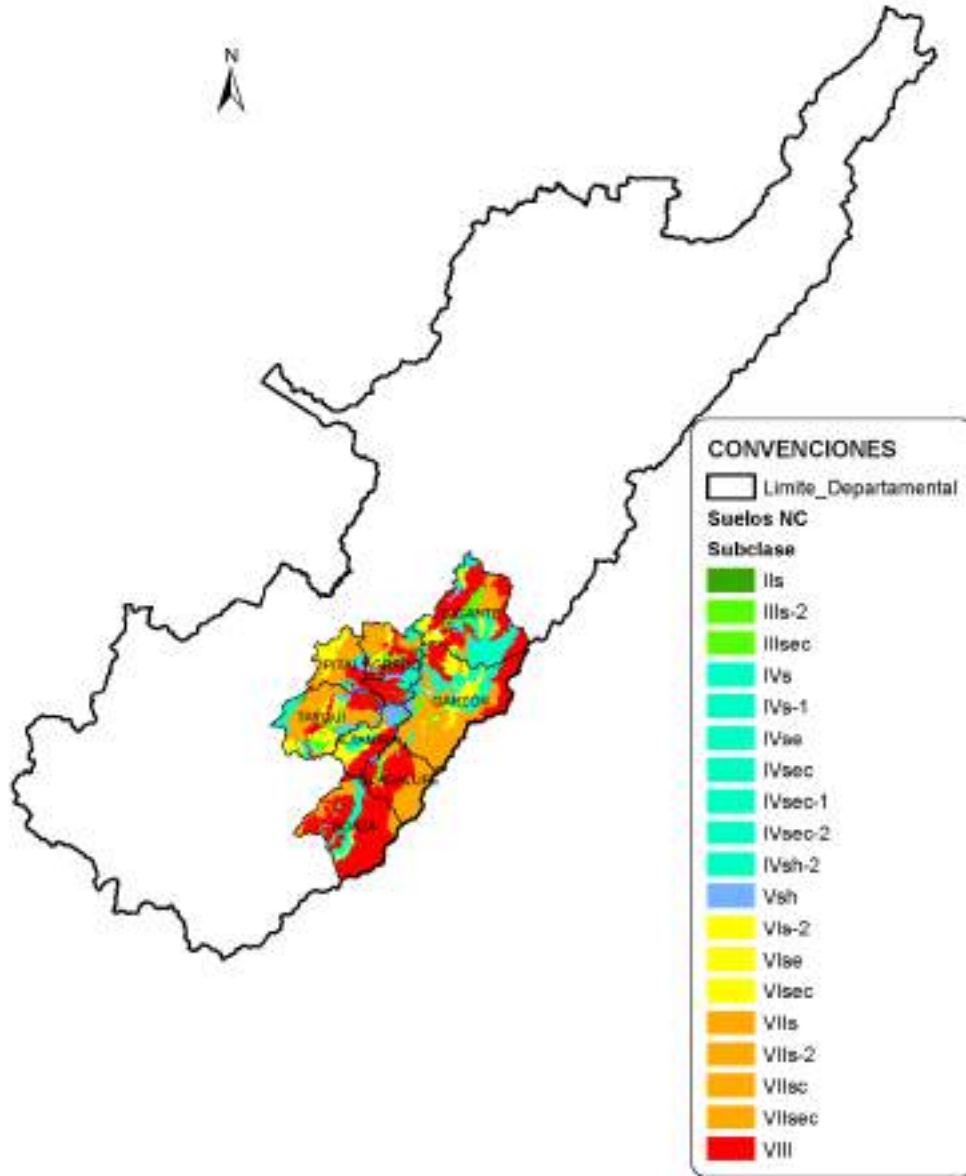 N
CONVENCIONES
Limite_Departamental
Suelos NC
Subclase
IIs
IIIs-2
IIIsec
IVs
IVs-1
IVse
IVsec
IVsec-1
IVsec-2
IVsh-2
Vsh
VIs-2
VIse
VIsec
VIIs
VIIs-2
VIIsc
VIIsec
VIII
GARZON
TARQUI